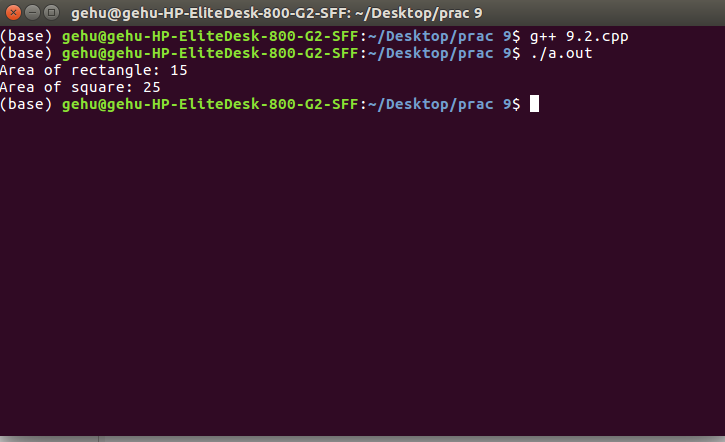 gehu@gehu-HP-EliteDesk-800-G2-SFF: ~/Desktop/prac 9
(base) gehu@gehu-HP-EliteDesk-800-G2-SFF:~/Desktop/prac 9$ g++ 9.2.cpp
(base) gehu@gehu-HP-EliteDesk-800-G2-SFF:~/Desktop/prac 9$ ./a.out
Area of rectangle: 15
Area of square: 25
(base) gehu@gehu-HP-EliteDesk-800-G2-SFF:~/Desktop/prac 9$